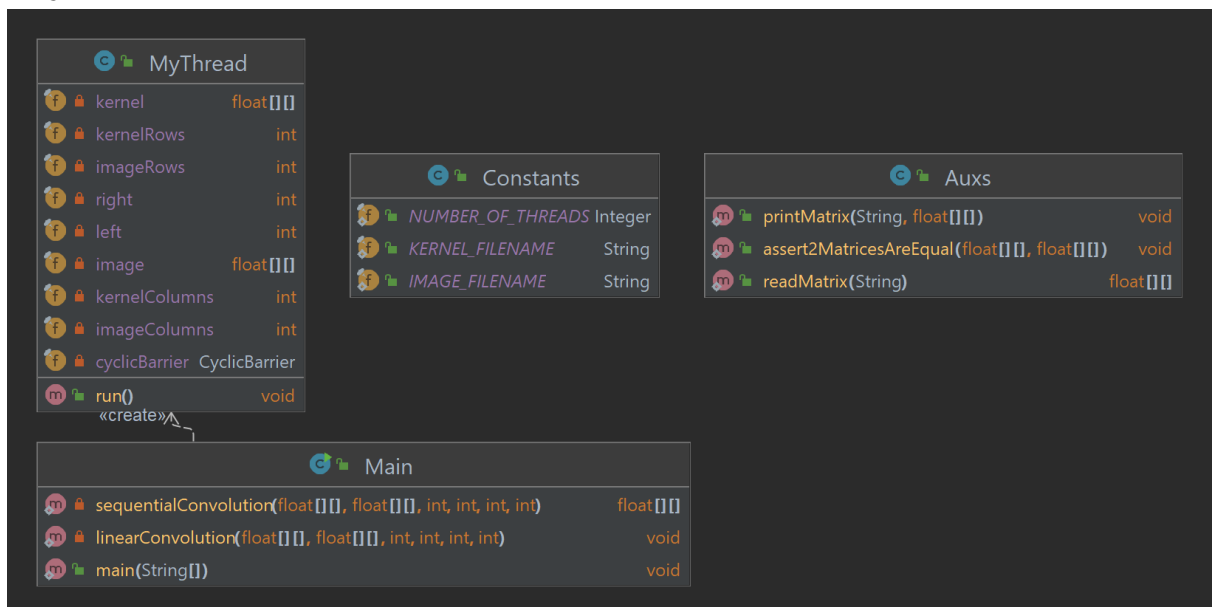 MyThread
kernel float[][]
kernelRows int
imageRows int
right int
left int
image float[][]
kernelColumns int
imageColumns int
cyclicBarrier CyclicBarrier
run() void
«create»
Constants
NUMBER_OF_THREADS Integer
KERNEL_FILENAME String
IMAGE_FILENAME String
Auxs
printMatrix(String, float[][]) void
assert2MatricesAreEqual(float[][], float[][]) void
readMatrix(String) float[][]
Main
sequentialConvolution(float[][], float[][], int, int, int, int) float[][]
linearConvolution(float[][], float[][], int, int, int, int) void
main(String[]) void